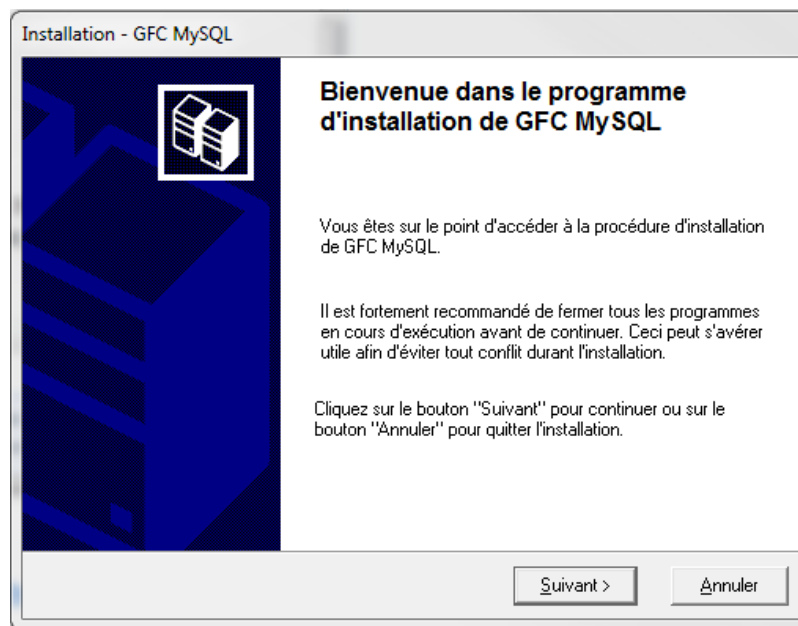 Installation - GFC MySQL
Bienvenue dans le programme
d'installation de GFC MySQL
Vous êtes sur le point d'accéder à la procédure d'installation
de GFC MySQL.
Il est fortement recommandé de fermer tous les programmes
en cours d'exécution avant de continuer. Ceci peut s'avérer
utile afin d'éviter tout conflit durant l'installation.
Cliquez sur le bouton "Suivant" pour continuer ou sur le
bouton "Annuler" pour quitter l'installation.
Suivant >
Annuler